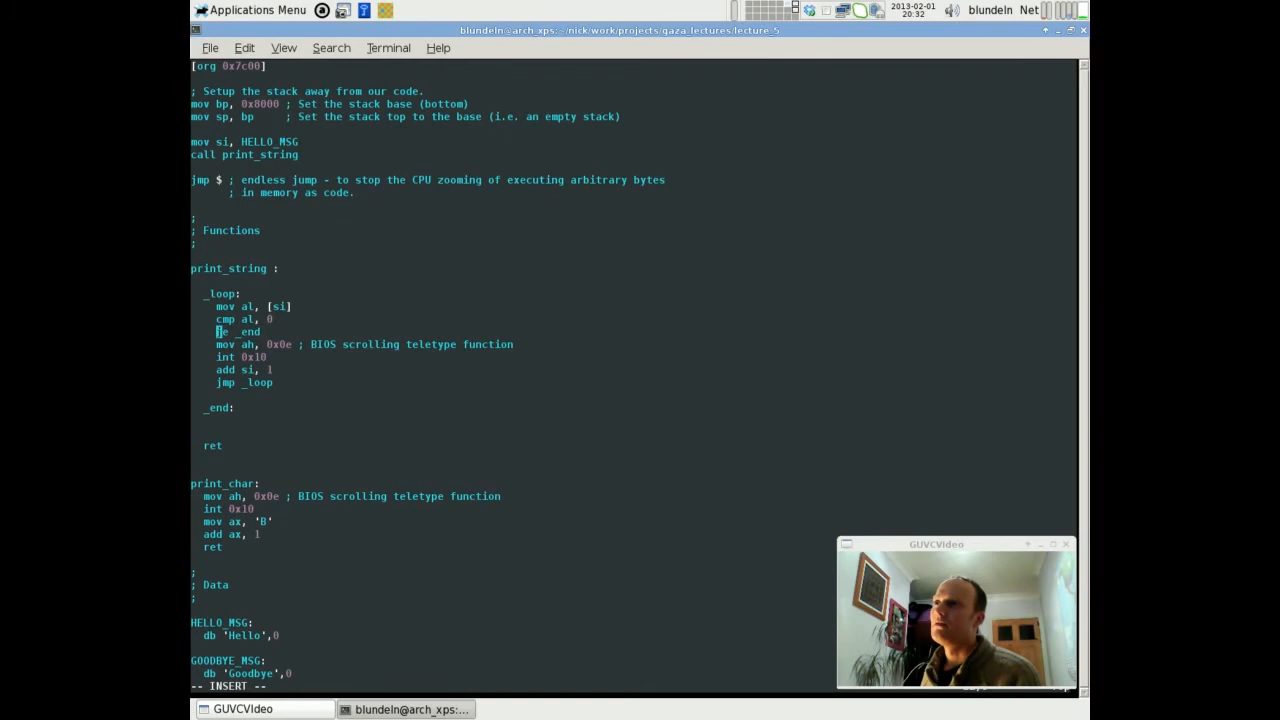 Applications Menu
2013-02-01
20:32
blundeln
Net
blundeln@arch_xps: ~/nick/work/projects/gaza_lectures/lecture_5
File Edit View Search Terminal Help
[org 0x7c00]
; Setup the stack away from our code.
mov bp, 0x8000 ; Set the stack base (bottom)
mov sp, bp     ; Set the stack top to the base (i.e. an empty stack)
mov si, HELLO_MSG
call print_string
jmp $ ; endless jump - to stop the CPU zooming of executing arbitrary bytes
; in memory as code.
;
; Functions
;
print_string :
_loop:
mov al, [si]
cmp al, 0
je _end
mov ah, 0x0e ; BIOS scrolling teletype function
int 0x10
add si, 1
jmp _loop
_end:
ret
print_char:
mov ah, 0x0e ; BIOS scrolling teletype function
int 0x10
mov ax, 'B'
add ax, 1
ret
;
; Data
;
HELLO_MSG:
db 'Hello',0
GOODBYE_MSG:
db 'Goodbye',0
-- INSERT --
GUVCVideo
GUVCVideo
blundeln@arch_xps:...